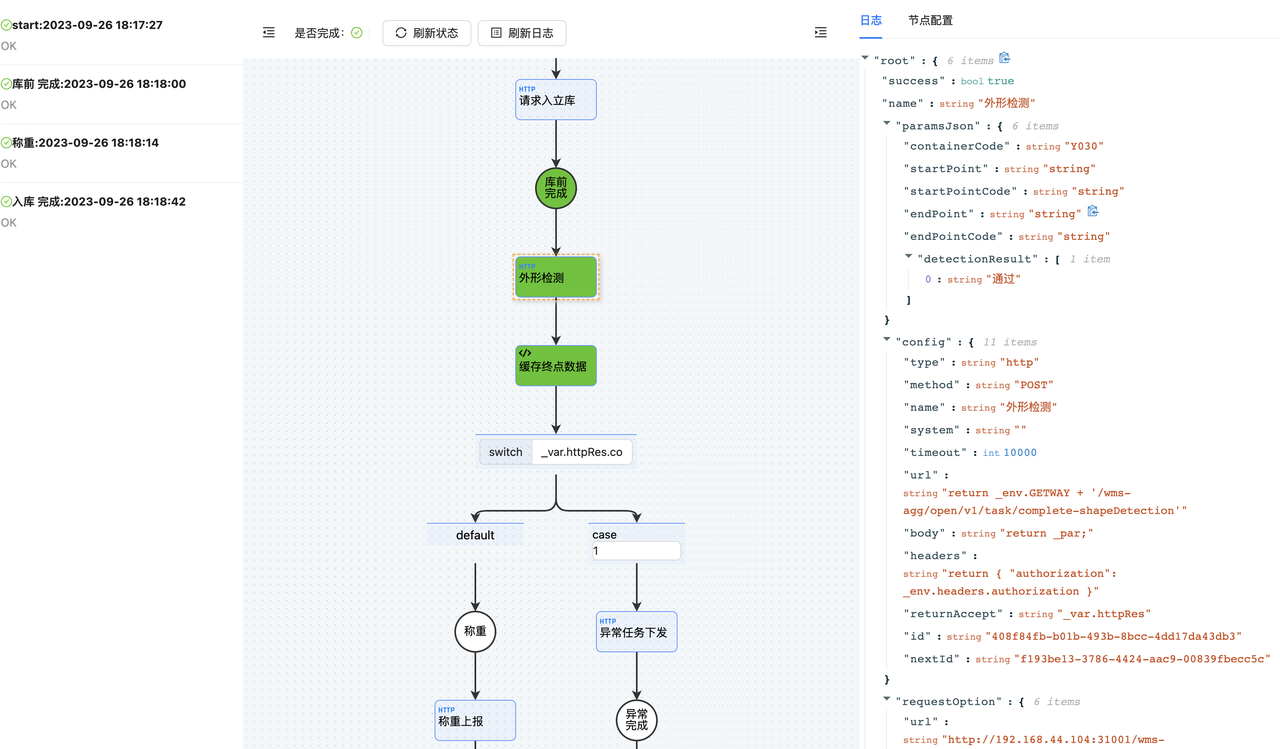 start:2023-09-26 18:17:27
OK
库前 完成:2023-09-26 18:18:00
OK
称重:2023-09-26 18:18:14
OK
入库 完成:2023-09-26 18:18:42
OK
是否完成:
刷新状态
刷新日志
HTTP
请求入立库
库前
完成
HTTP
外形检测
</>
缓存终点数据
switch
_var.httpRes.co
default
case
1
称重
HTTP
异常任务下发
HTTP
称重上报
异常
完成
日志
节点配置
"root" : { 6 items
"success" : bool true
"name" : string "外形检测"
"paramsJson" : { 6 items
"containerCode" : string "Y030"
"startPoint" : string "string"
"startPointCode" : string "string"
"endPoint" : string "string"
"endPointCode" : string "string"
"detectionResult" : [ 1 item
0 : string "通过"
]
}
"config" : { 11 items
"type" : string "http"
"method" : string "POST"
"name" : string "外形检测"
"system" : string ""
"timeout" : int 10000
"url" :
string "return _env.GETWAY + '/wms-
agg/open/v1/task/complete-shapeDetection'"
"body" : string "return _par;"
"headers" :
string "return { "authorization":
_env.headers.authorization }"
"returnAccept" : string "_var.httpRes"
"id" : string "408f84fb-b01b-493b-8bcc-4dd17da43db3"
"nextId" : string "f193be13-3786-4424-aac9-00839fbecc5c"
}
"requestOption" : { 6 items
"url" :
string "http://192.168.44.104:31001/wms-